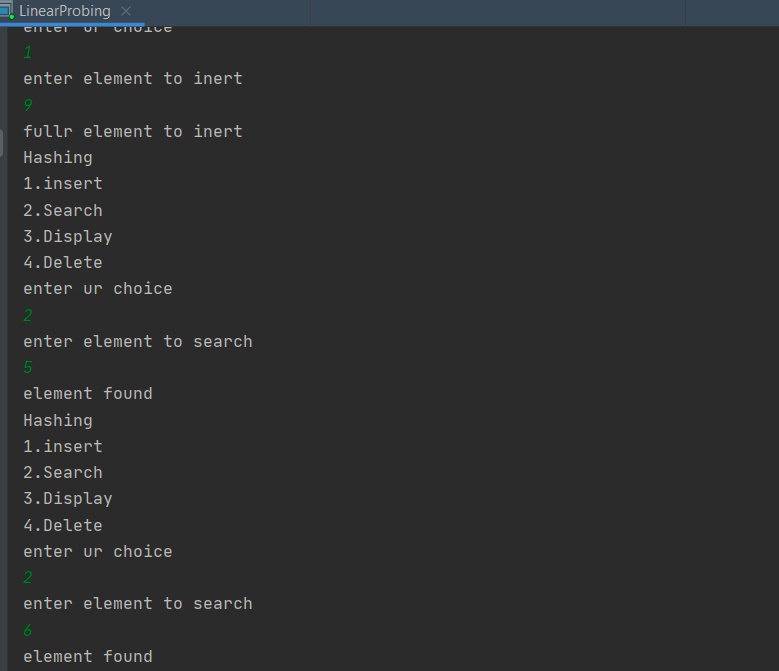 LinearProbing
enter ur choice
1
enter element to inert
9
fullr element to inert
Hashing
1.insert
2.Search
3.Display
4.Delete
enter ur choice
2
enter element to search
5
element found
Hashing
1.insert
2.Search
3.Display
4.Delete
enter ur choice
2
enter element to search
6
element found